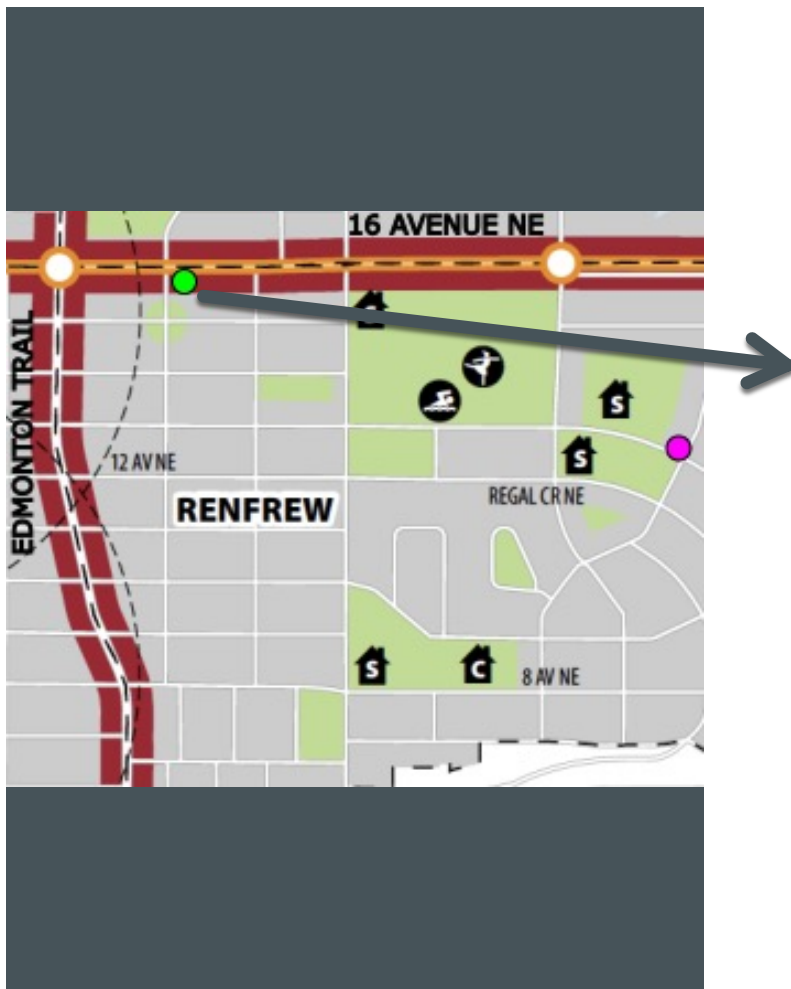 16 AVENUE NE
EDMONTON TRAIL
S
12 AV NE
S
REGAL CR NE
RENFREW
S
C
8 AV NE